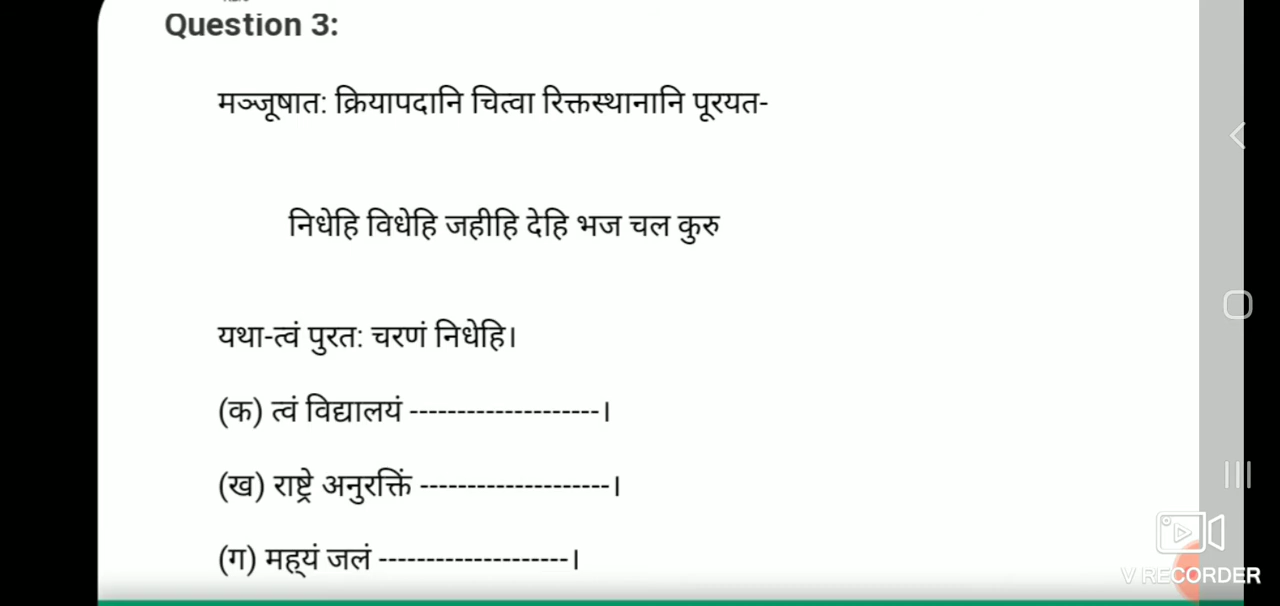 Question 3:
मञ्जूषात: क्रियापदानि चित्वा रिक्तस्थानानि पूरयत-
निधेहि विधेहि जहीहि देहि भज चल कुरु
यथा-त्वं पुरत: चरणं निधेहि।
(क) त्वं विद्यालयं --------------------।
(ख) राष्ट्रे अनुरक्तिं --------------------।
(ग) मह्यं जलं --------------------।
V RECORDER